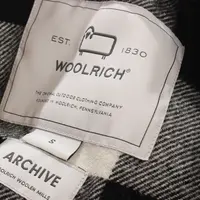 EST. 1830
WOOLRICH®
THE ORIGINAL OUTDOOR CLOTHING COMPANY
WOOLRICH, PENNSYLVANIA
S
ARCHIVE
WOOLRICH WOOLEN MILLS